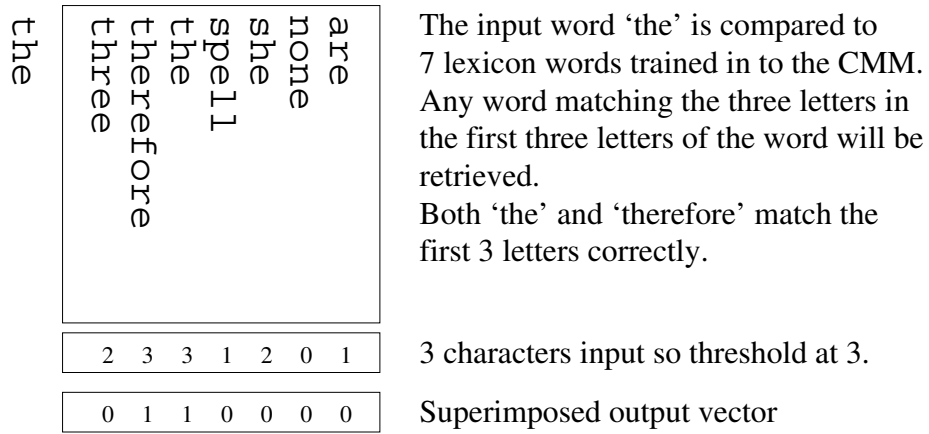 the
three
therefore
the
spell
she
none
are
The input word ‘the’ is compared to
7 lexicon words trained in to the CMM.
Any word matching the three letters in
the first three letters of the word will be
retrieved.
Both ‘the’ and ‘therefore’ match the
first 3 letters correctly.
2 3 3 1 2 0 1
3 characters input so threshold at 3.
0 1 1 0 0 0 0
Superimposed output vector